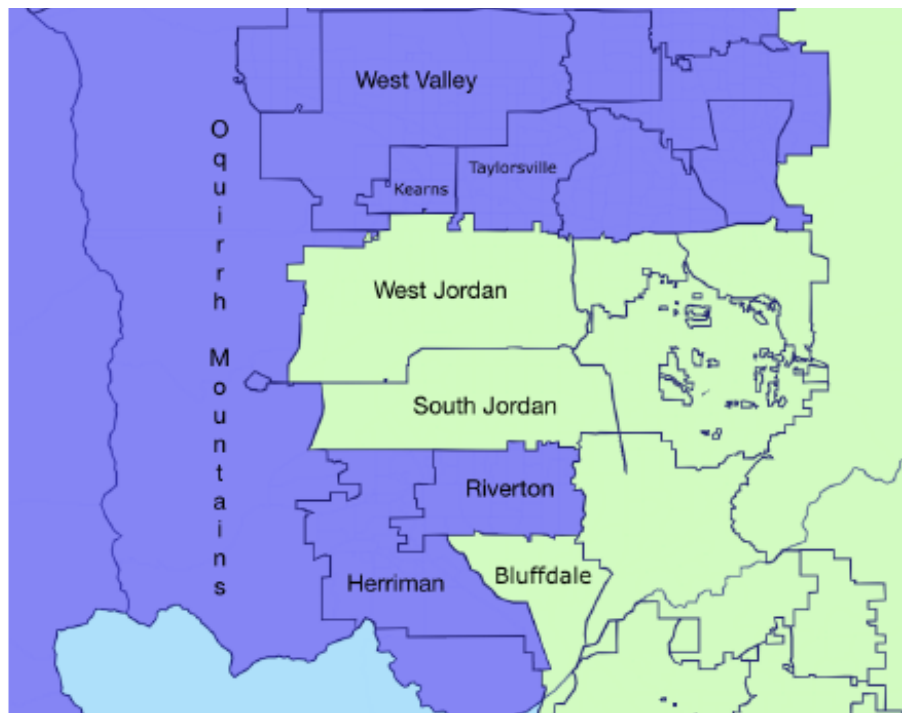 West Valley
Oquirrh Mountains
Taylorsville
Kearns
West Jordan
South Jordan
Riverton
Bluffdale
Herriman